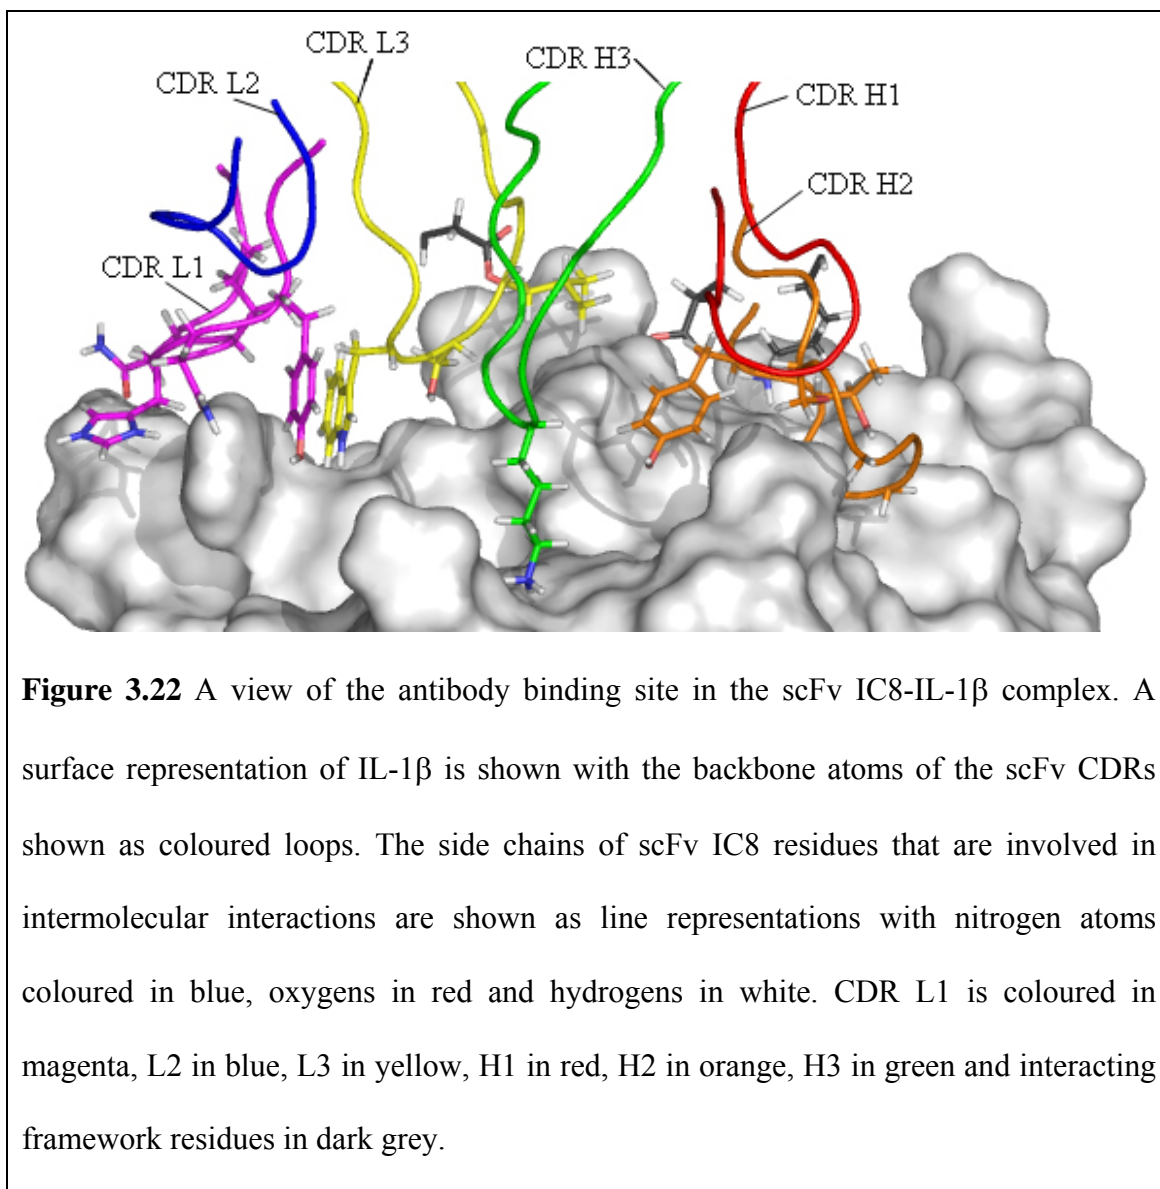 CDR L3
CDR H3
CDR L2
CDR H1
CDR H2
CDR L1
Figure 3.22 A view of the antibody binding site in the scFv IC8-IL-1β complex. A
surface representation of IL-1β is shown with the backbone atoms of the scFv CDRs
shown as coloured loops. The side chains of scFv IC8 residues that are involved in
intermolecular interactions are shown as line representations with nitrogen atoms
coloured in blue, oxygens in red and hydrogens in white. CDR L1 is coloured in
magenta, L2 in blue, L3 in yellow, H1 in red, H2 in orange, H3 in green and interacting
framework residues in dark grey.